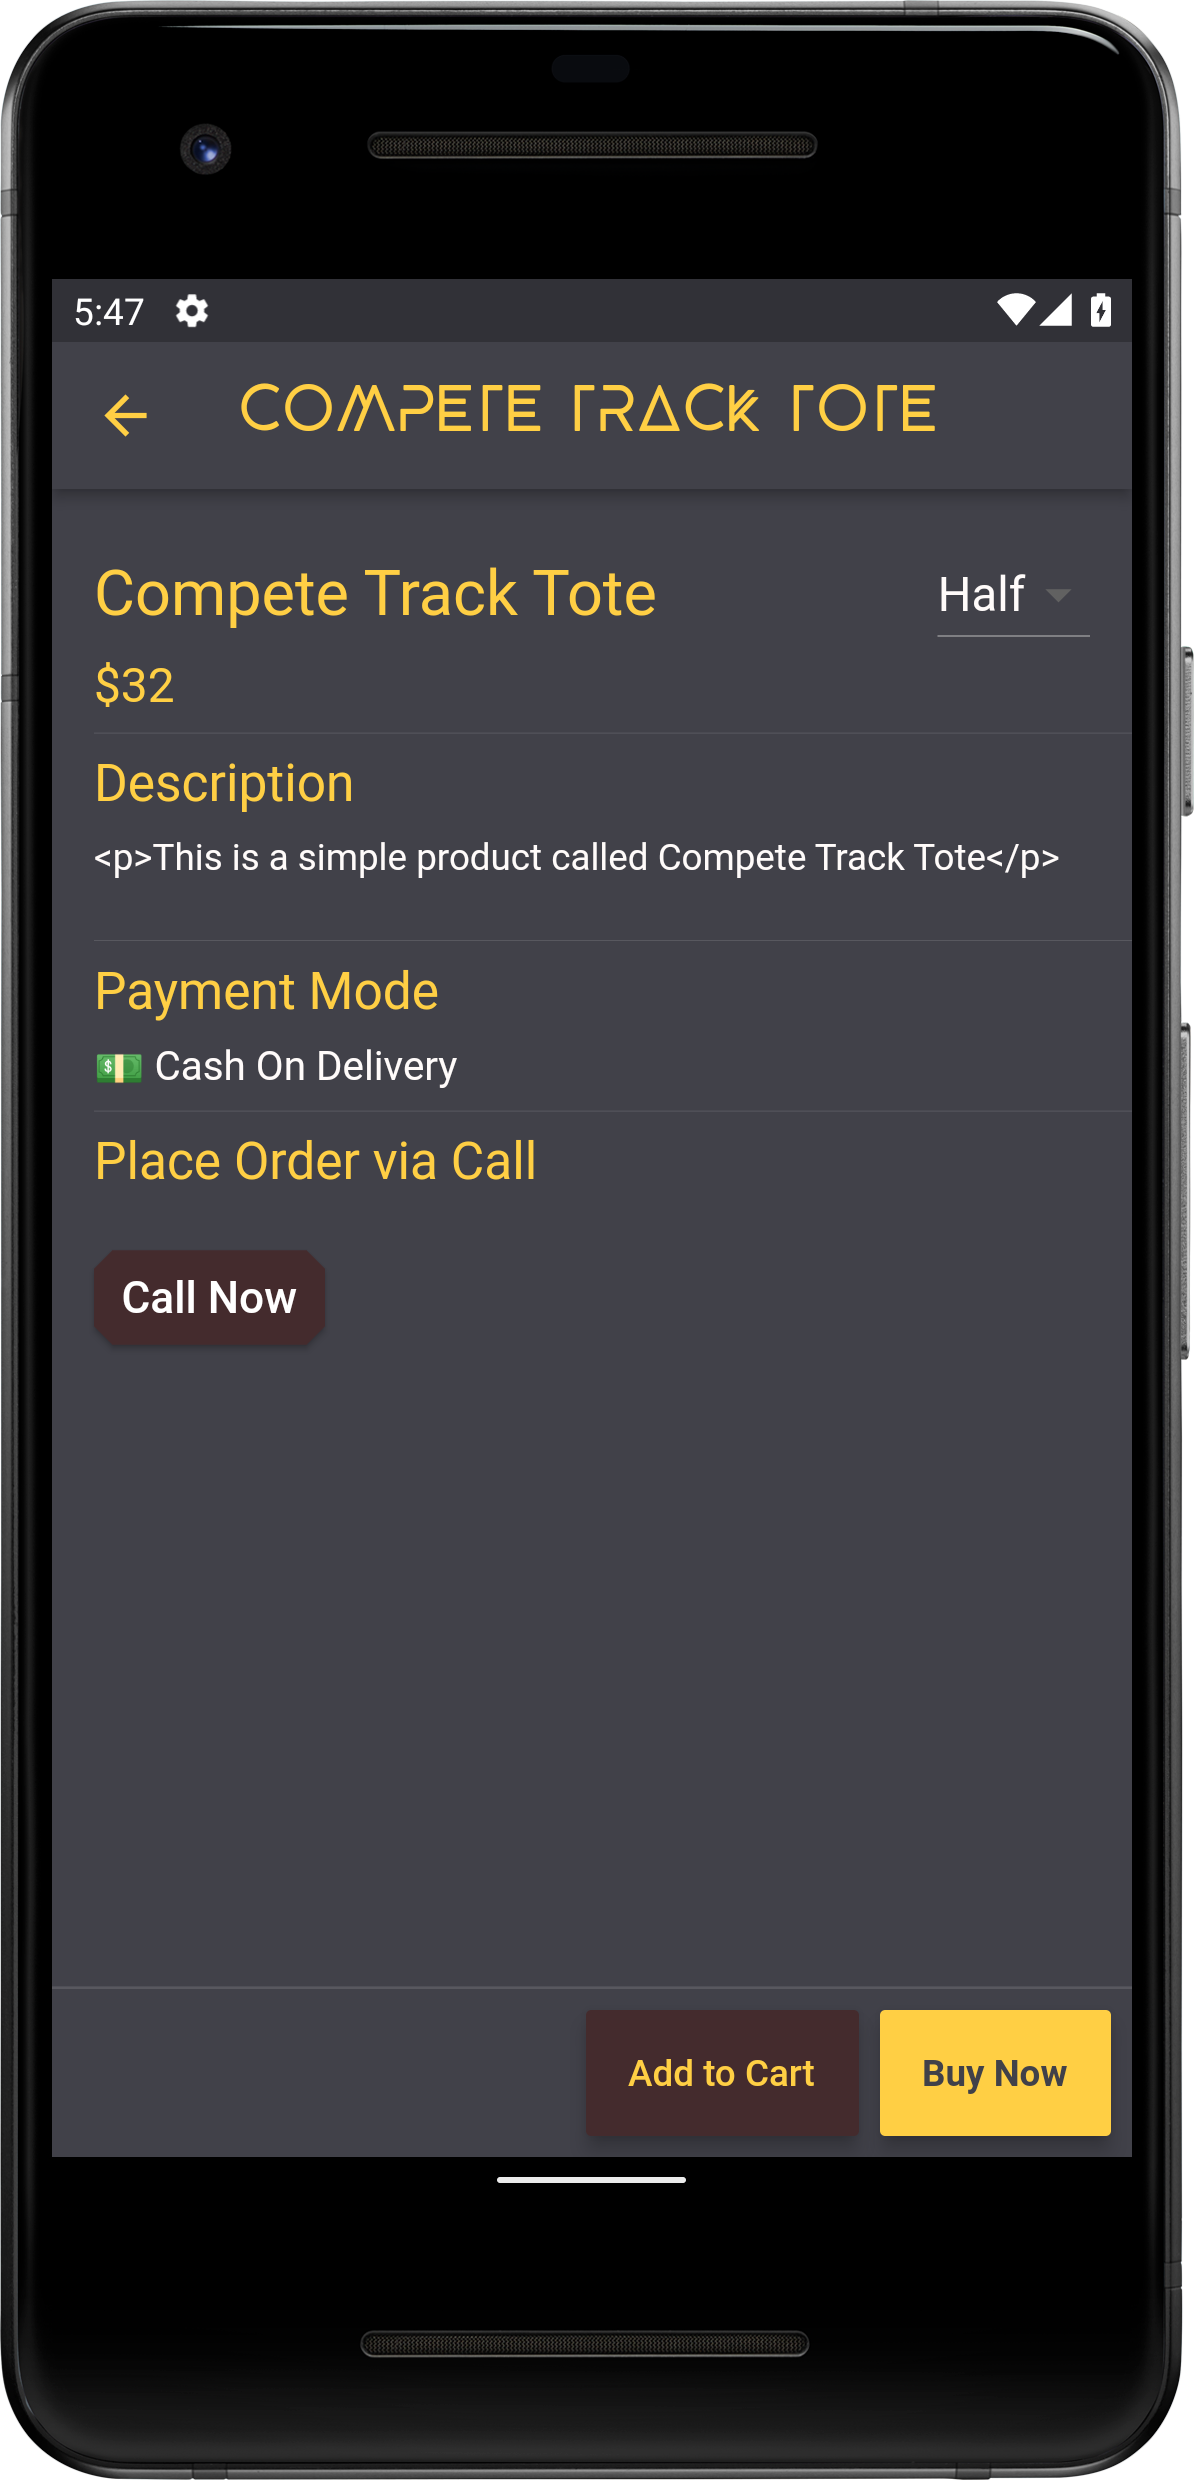 5:47
COMPETE TRACK TOTE
Compete Track Tote
Half
$32
Description
<p>This is a simple product called Compete Track Tote</p>
Payment Mode
💵 Cash On Delivery
Place Order via Call
Call Now
Add to Cart
Buy Now